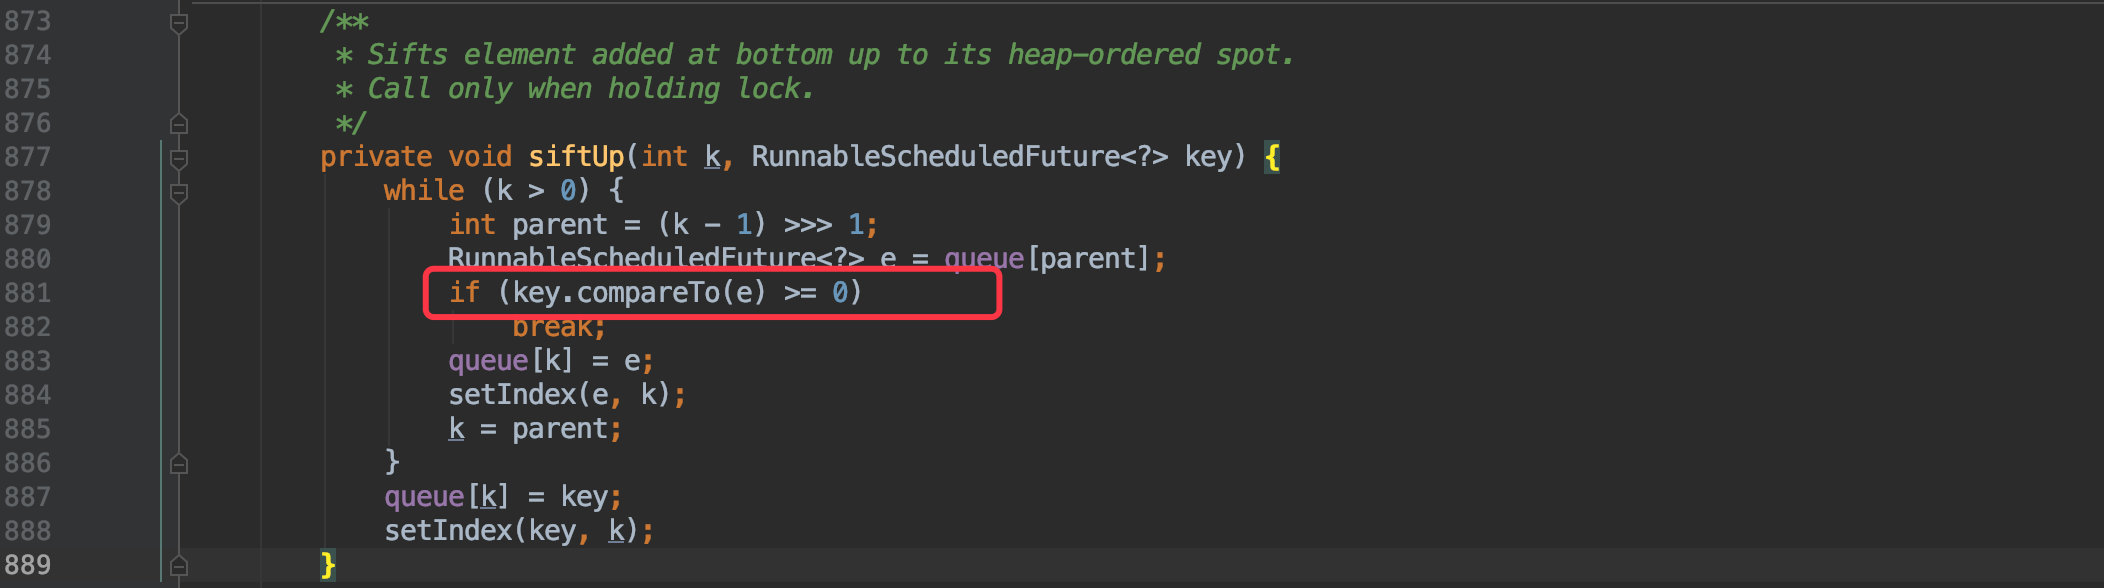 873 /**
874 * Sifts element added at bottom up to its heap-ordered spot.
875 * Call only when holding lock.
876 */
877 private void siftUp(int k, RunnableScheduledFuture<?> key) {
878 while (k > 0) {
879 int parent = (k - 1) >>> 1;
880 RunnableScheduledFuture<?> e = queue[parent];
881 if (key.compareTo(e) >= 0)
882 break;
883 queue[k] = e;
884 setIndex(e, k);
885 k = parent;
886 }
887 queue[k] = key;
888 setIndex(key, k);
889 }